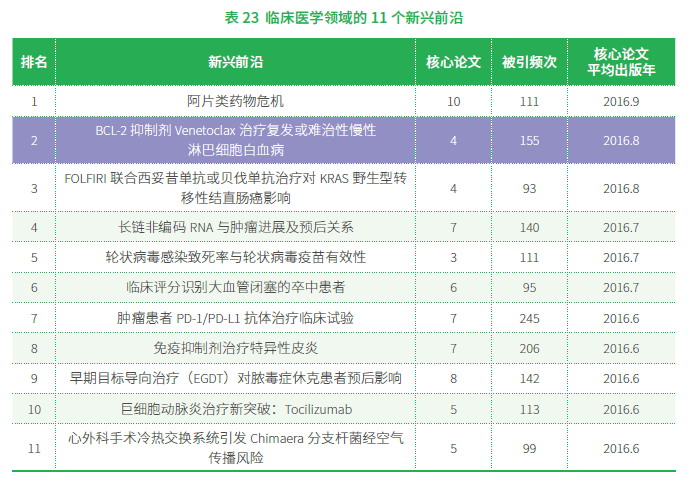 表 23 临床医学领域的 11 个新兴前沿
排名 新兴前沿 核心论文 被引频次 核心论文
平均出版年
1 阿片类药物危机 10 111 2016.9
2 BCL-2 抑制剂 Venetoclax 治疗复发或难治性慢性
淋巴细胞白血病 4 155 2016.8
3 FOLFIRI 联合西妥昔单抗或贝伐单抗治疗对 KRAS 野生型转
移性结直肠癌影响 4 93 2016.8
4 长链非编码 RNA 与肿瘤进展及预后关系 7 140 2016.7
5 轮状病毒感染致死率与轮状病毒疫苗有效性 3 111 2016.7
6 临床评分识别大血管闭塞的卒中患者 6 95 2016.7
7 肿瘤患者 PD-1/PD-L1 抗体治疗临床试验 7 245 2016.6
8 免疫抑制剂治疗特异性皮炎 7 206 2016.6
9 早期目标导向治疗（EGDT）对脓毒症休克患者预后影响 8 142 2016.6
10 巨细胞动脉炎治疗新突破：Tocilizumab 5 113 2016.6
11 心外科手术冷热交换系统引发 Chimaera 分支杆菌经空气
传播风险 5 99 2016.6